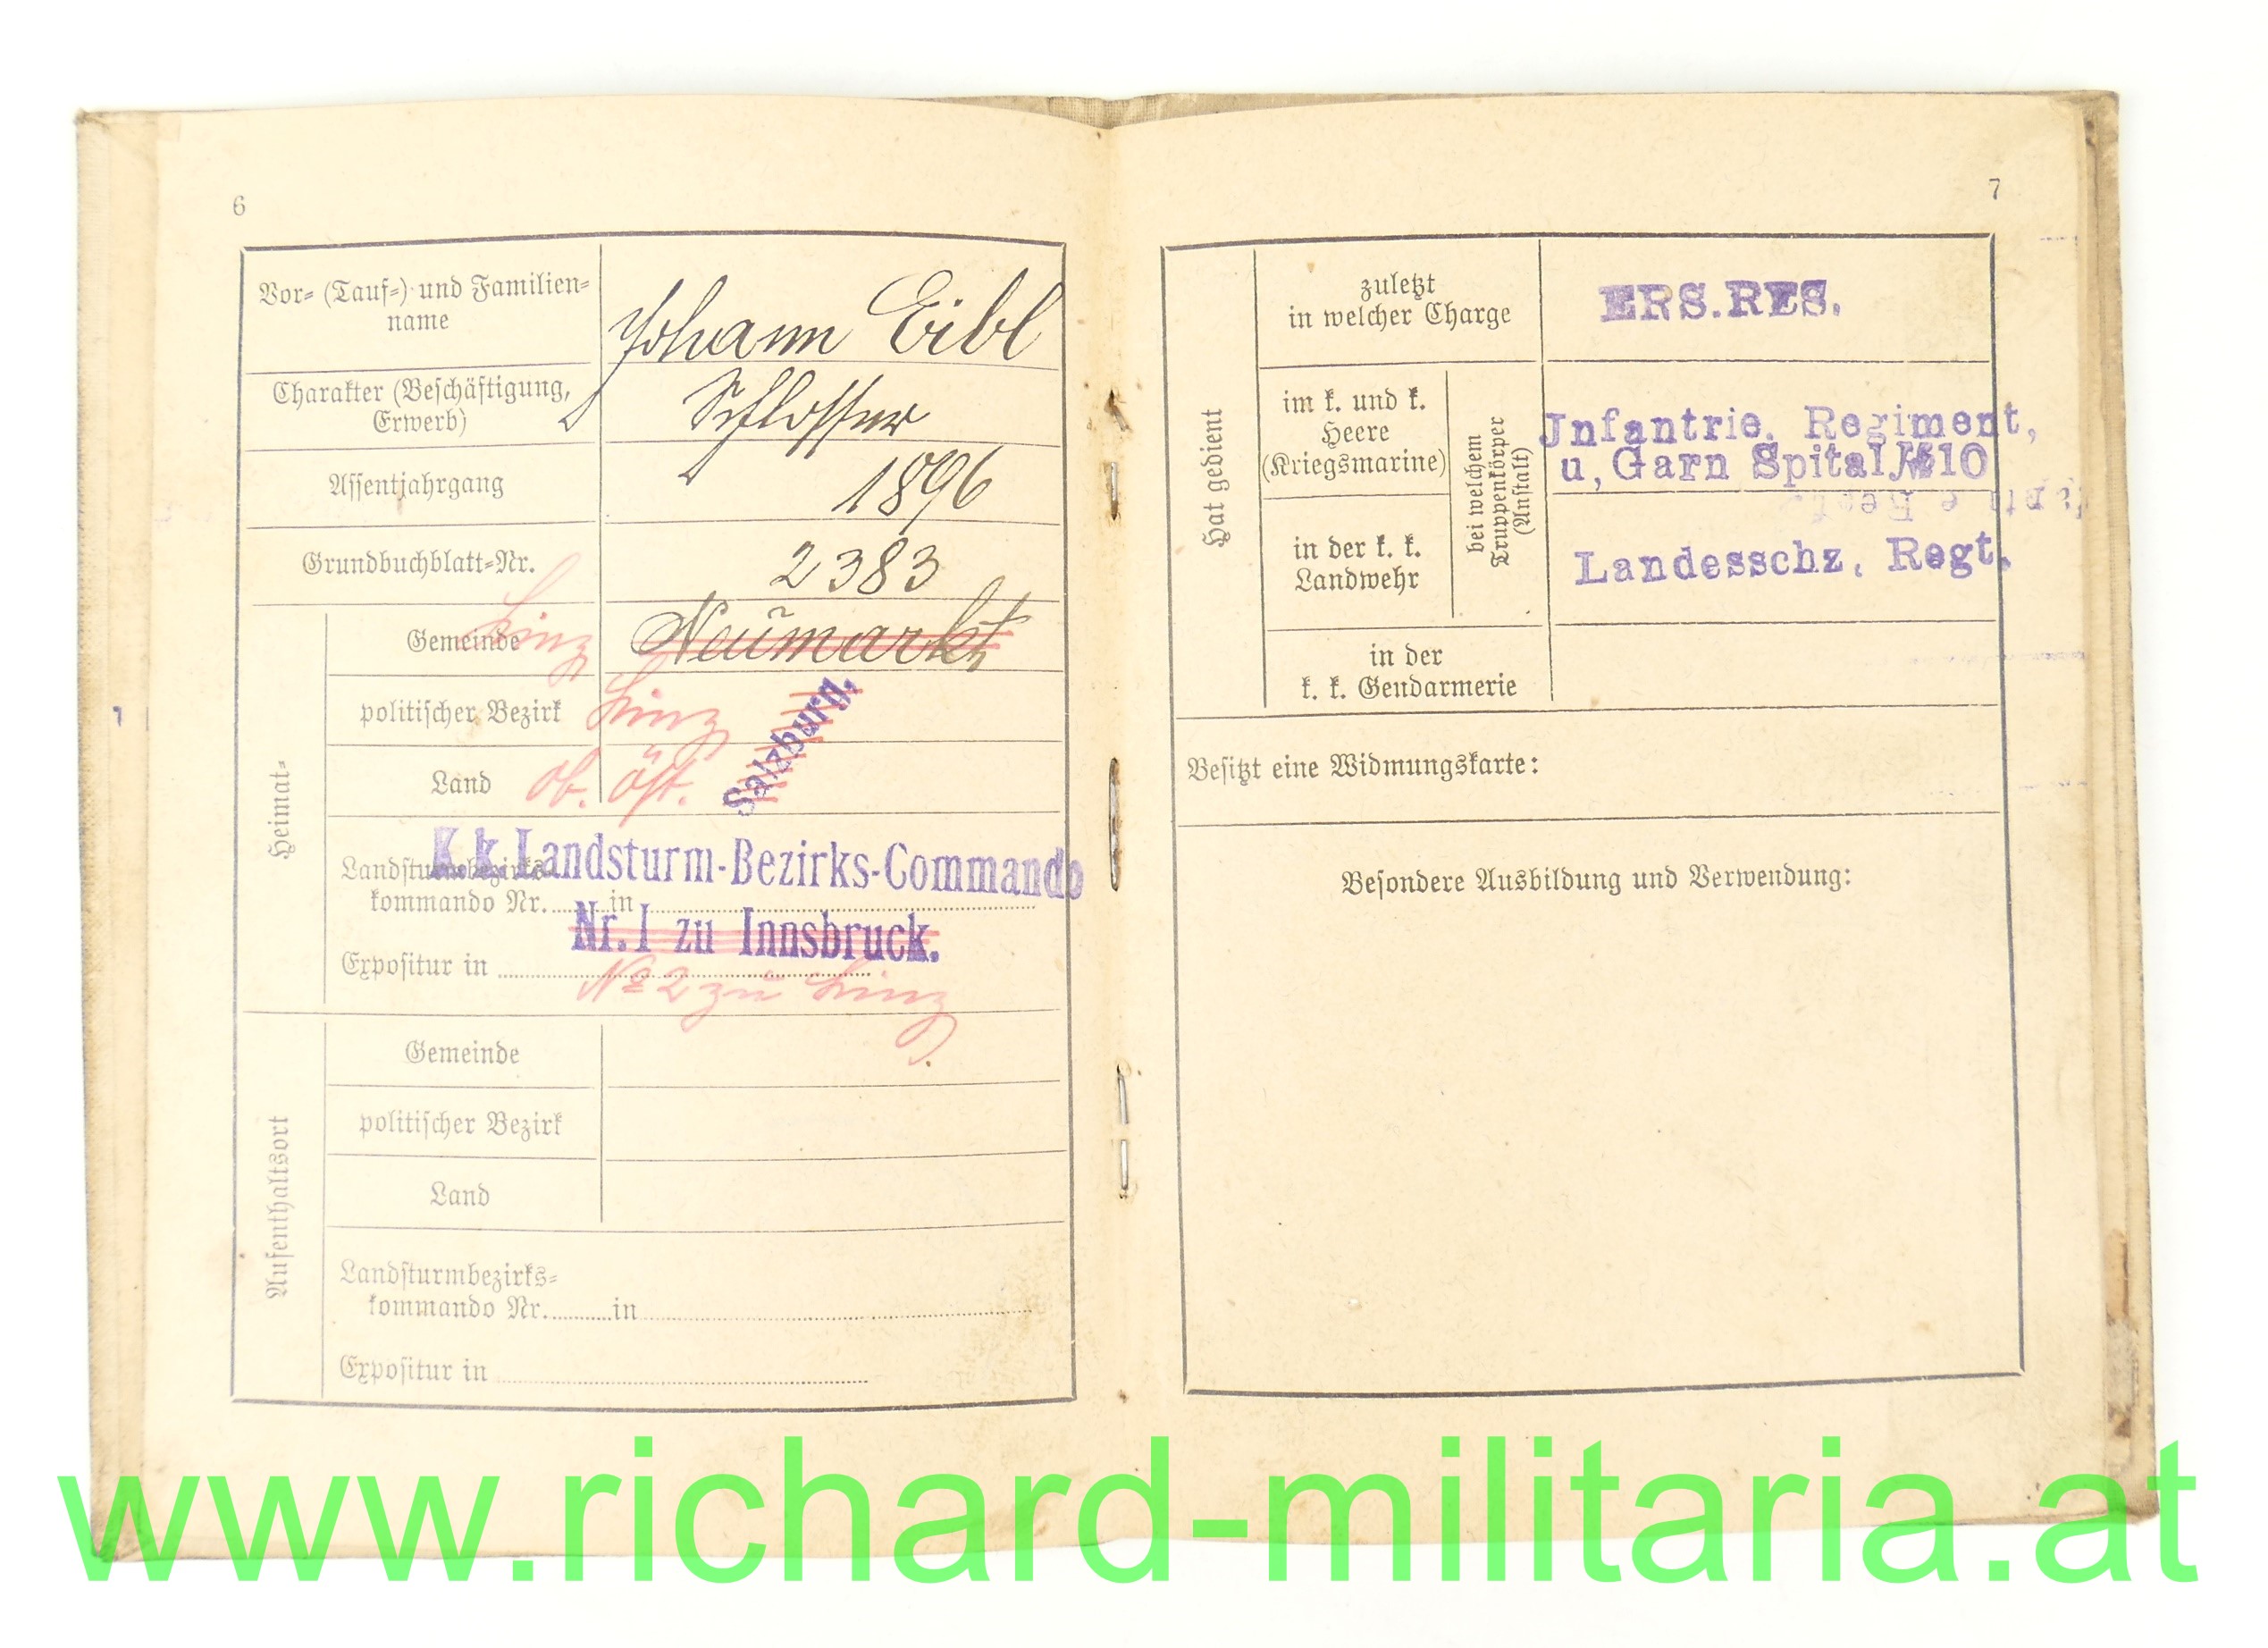 6
Vor- (Tauf-) und Familien-
name
Johann Eibl
Charakter (Beschäftigung,
Erwerb)
Schlosser
Assentjahrgang
1896
Grundbuchblatt-Nr.
2383
Heimat-
Gemeinde
Linz
Neumarkt
politischer Bezirk
Linz
Salzburg.
Land
ob. öst.
Landsturmbezirks-
kommando Nr. in
K. k. Landsturm-Bezirks-Commando
Nr. I zu Innsbruck.
Expositur in
№ 2 zu Linz
Aufenthaltsort
Gemeinde
politischer Bezirk
Land
Landsturmbezirks-
kommando Nr. in
Expositur in
7
Hat gedient
zuletzt
in welcher Charge
ERS.RES.
im k. und k.
Heere
(Kriegsmarine)
bei welchem
Truppenkörper
(Anstalt)
Jnfantrie. Regiment,
u, Garn Spital № 10
in der k. k.
Landwehr
Landesschz. Regt.
in der
k. k. Gendarmerie
Besitzt eine Widmungskarte:
Besondere Ausbildung und Verwendung:
www.richard-militaria.at